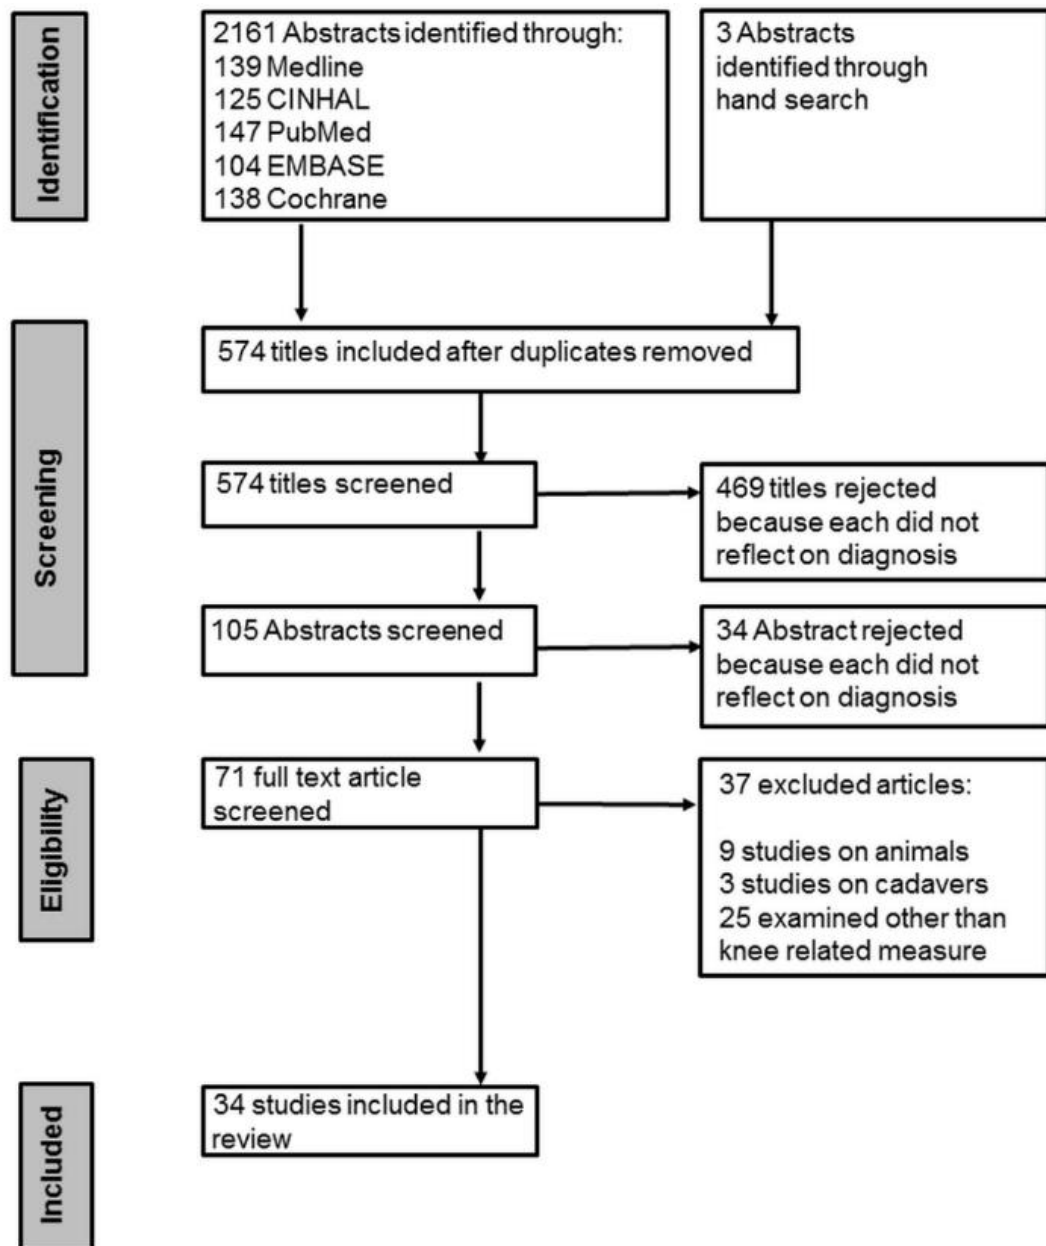 Identification
2161 Abstracts identified through:
139 Medline
125 CINHAL
147 PubMed
104 EMBASE
138 Cochrane
3 Abstracts
identified through
hand search
Screening
574 titles included after duplicates removed
574 titles screened
469 titles rejected
because each did not
reflect on diagnosis
105 Abstracts screened
34 Abstract rejected
because each did not
reflect on diagnosis
Eligibility
71 full text article
screened
37 excluded articles:
9 studies on animals
3 studies on cadavers
25 examined other than
knee related measure
Included
34 studies included in the
review